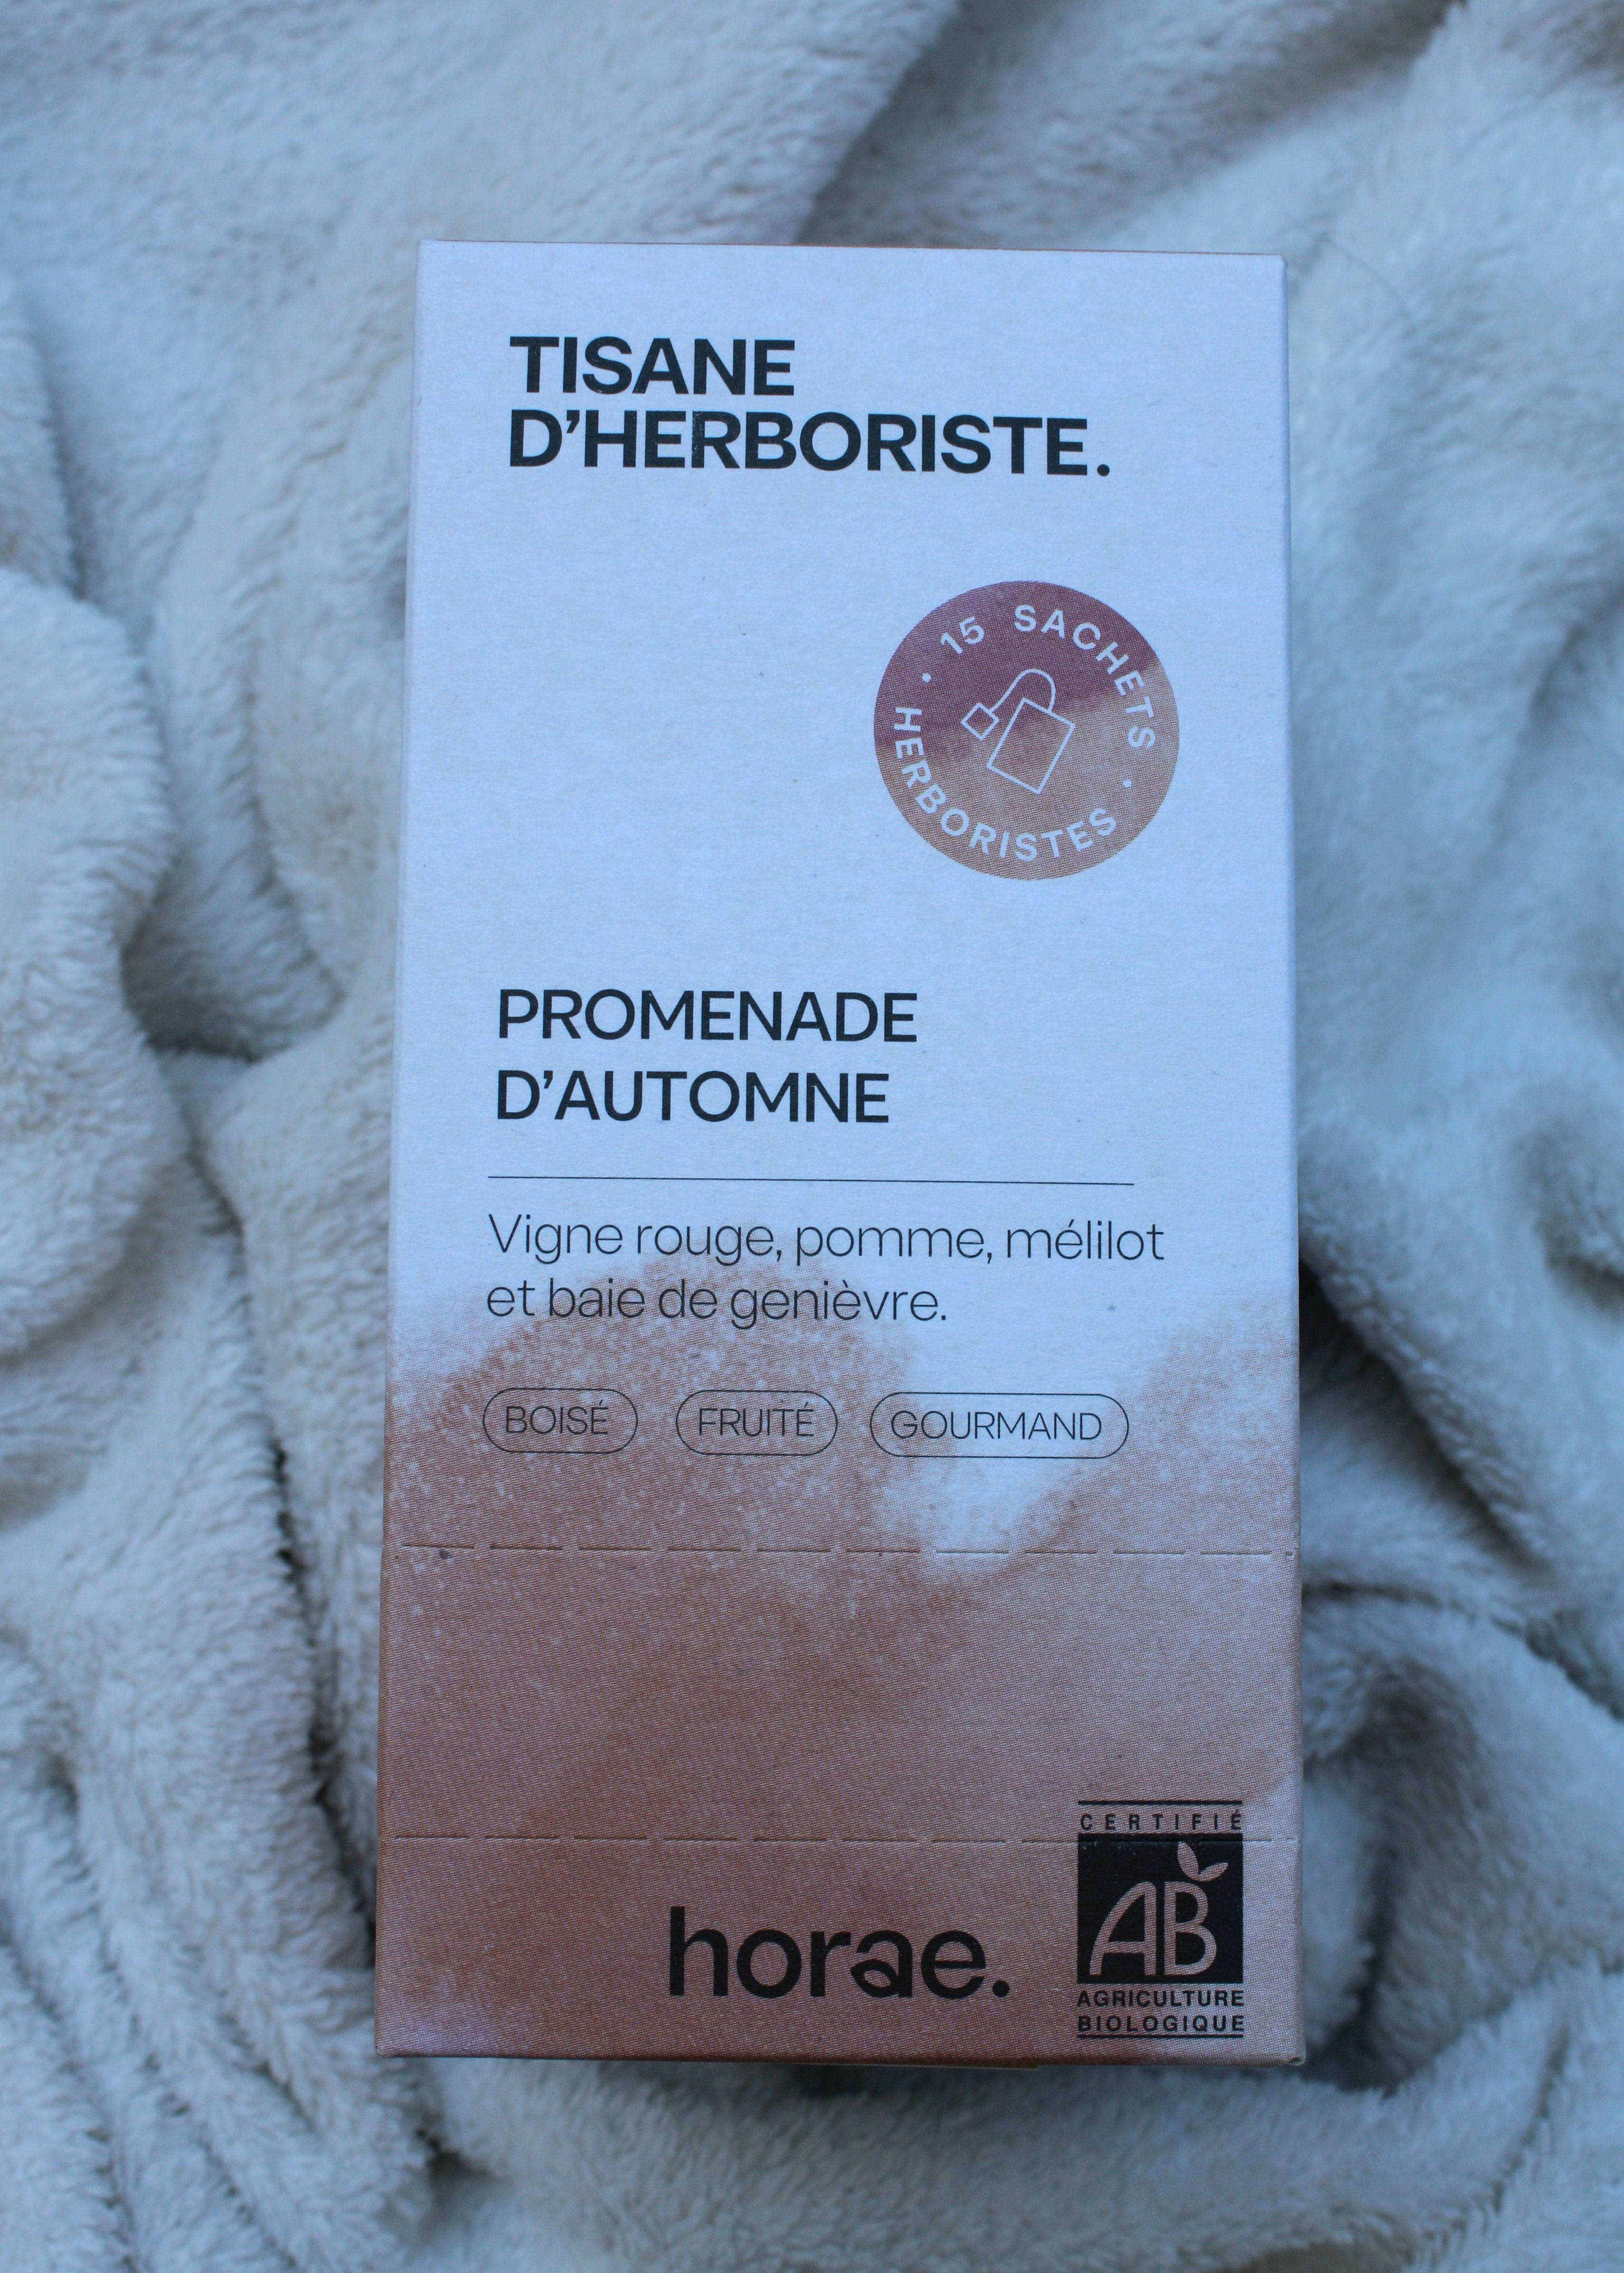 TISANE
D’HERBORISTE.
· 15 SACHETS ·
HERBORISTES
PROMENADE
D’AUTOMNE
Vigne rouge, pomme, mélilot
et baie de genièvre.
BOISÉ FRUITÉ GOURMAND
CERTIFIÉ
AB
AGRICULTURE
BIOLOGIQUE
horae.